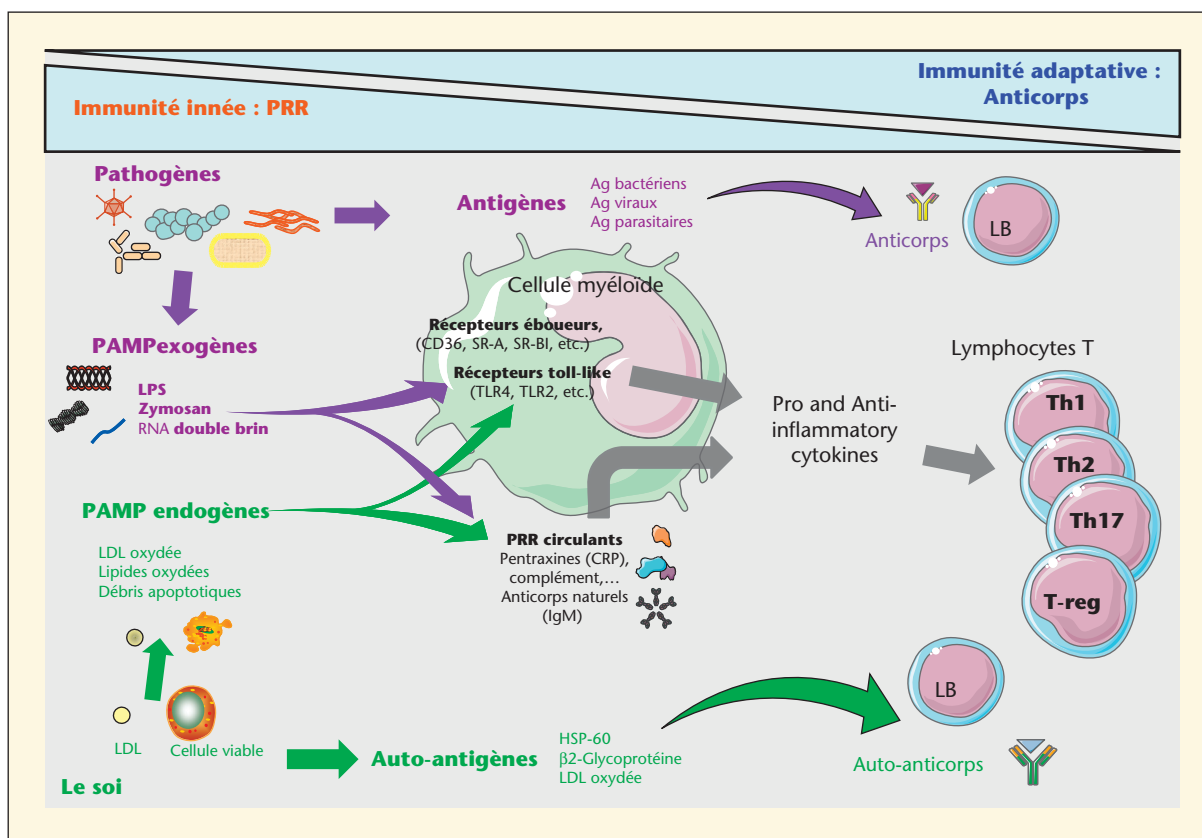 Immunité innée : PRR
Immunité adaptative :
Anticorps
Pathogènes
Antigènes
Ag bactériens
Ag viraux
Ag parasitaires
Anticorps
LB
Cellule myéloïde
Récepteurs éboueurs,
(CD36, SR-A, SR-BI, etc.)
Récepteurs toll-like
(TLR4, TLR2, etc.)
PAMPexogènes
LPS
Zymosan
RNA double brin
Pro and Anti-
inflammatory
cytokines
Lymphocytes T
Th1
Th2
Th17
T-reg
PAMP endogènes
LDL oxydée
Lipides oxydées
Débris apoptotiques
PRR circulants
Pentraxines (CRP),
complément,...
Anticorps naturels
(IgM)
LDL
Cellule viable
Auto-antigènes
HSP-60
β2-Glycoprotéine
LDL oxydée
LB
Auto-anticorps
Le soi